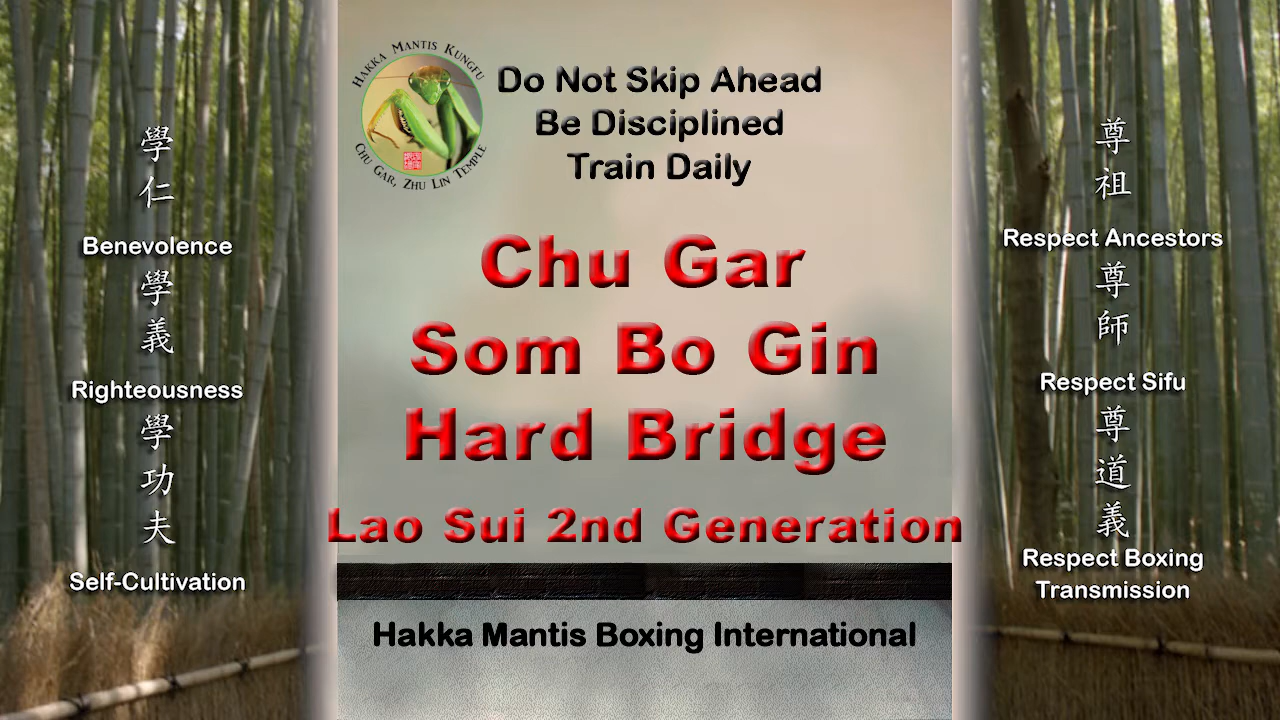 學
仁
Benevolence
學
義
Righteousness
學
功
夫
Self-Cultivation
HAKKA MANTIS KUNGFU
CHU GAR, ZHU LIN TEMPLE
Do Not Skip Ahead
Be Disciplined
Train Daily
Chu Gar
Som Bo Gin
Hard Bridge
Lao Sui 2nd Generation
Hakka Mantis Boxing International
尊
祖
Respect Ancestors
尊
師
Respect Sifu
尊
道
義
Respect Boxing
Transmission